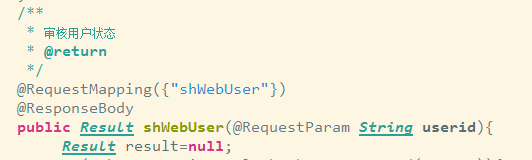 /**
* 审核用户状态
* @return
*/
@RequestMapping({"shWebUser"})
@ResponseBody
public Result shWebUser(@RequestParam String userid){
Result result=null;